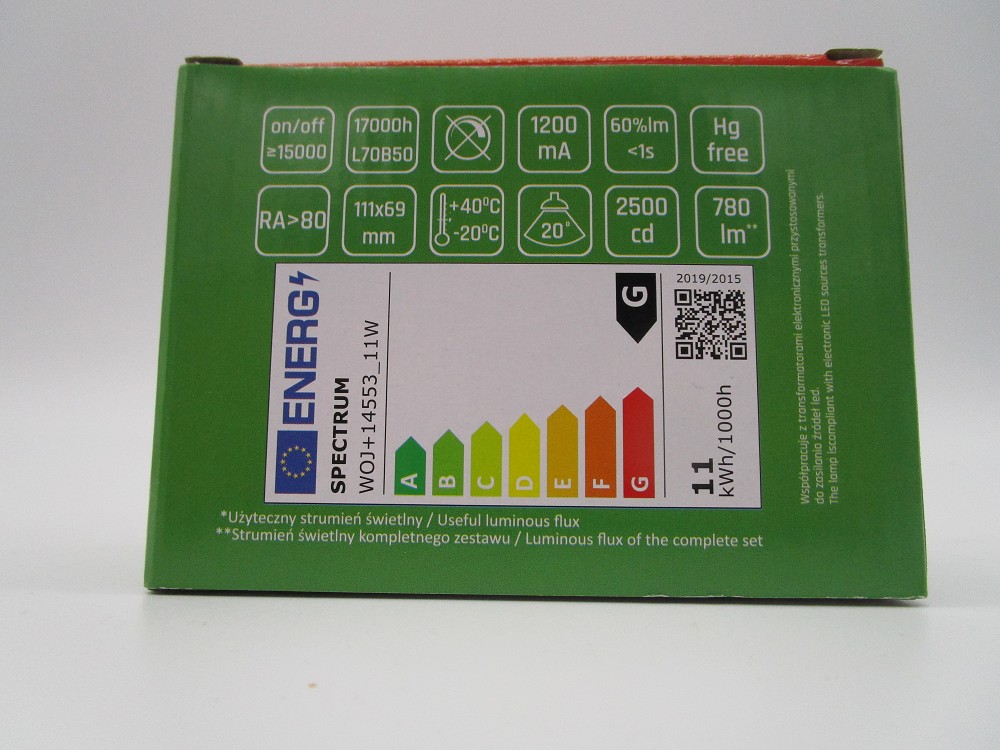 on/off
≥15000
17000h
L70B50
1200
mA
60%lm
<1s
Hg
free
RA>80
111x69
mm
+40⁰C
-20⁰C
20⁰
2500
cd
780
lm**
ENERG
SPECTRUM
WOJ+14553_11W
A
B
C
D
E
F
G
G
2019/2015
11
kWh/1000h
*Użyteczny strumień świetlny / Useful luminous flux
**Strumień świetlny kompletnego zestawu / Luminous flux of the complete set
Współpracuje z transformatorami elektronicznymi przystosowanymi
do zasilania źródeł led.
The lamp iscompliant with electronic LED sources transformers.